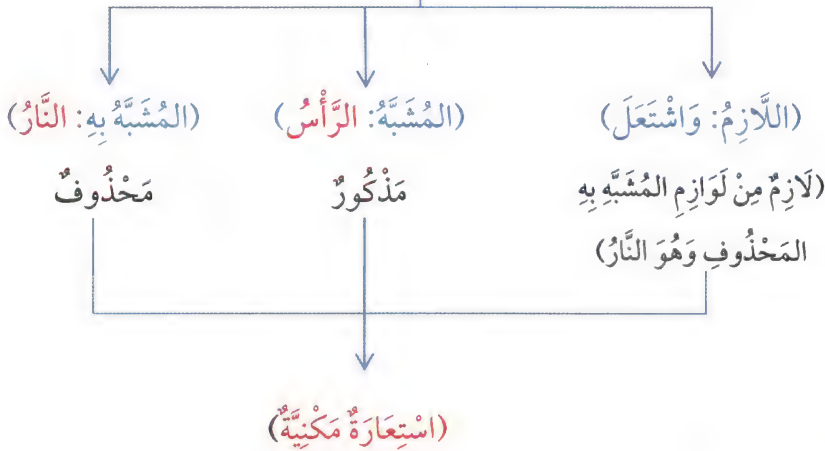 (اللَّازِمُ: وَاشْتَعَلَ)
(لَازِمٌ مِنْ لَوَازِمِ المُشَبَّهِ بِهِ
المَحْذُوفِ وَهُوَ النَّارُ)
(المُشَبَّهُ: الرَّأْسُ)
مَذْكُورٌ
(المُشَبَّهُ بِهِ: النَّارُ)
مَحْذُوفٌ
(اسْتِعَارَةٌ مَكْنِيَّةٌ)